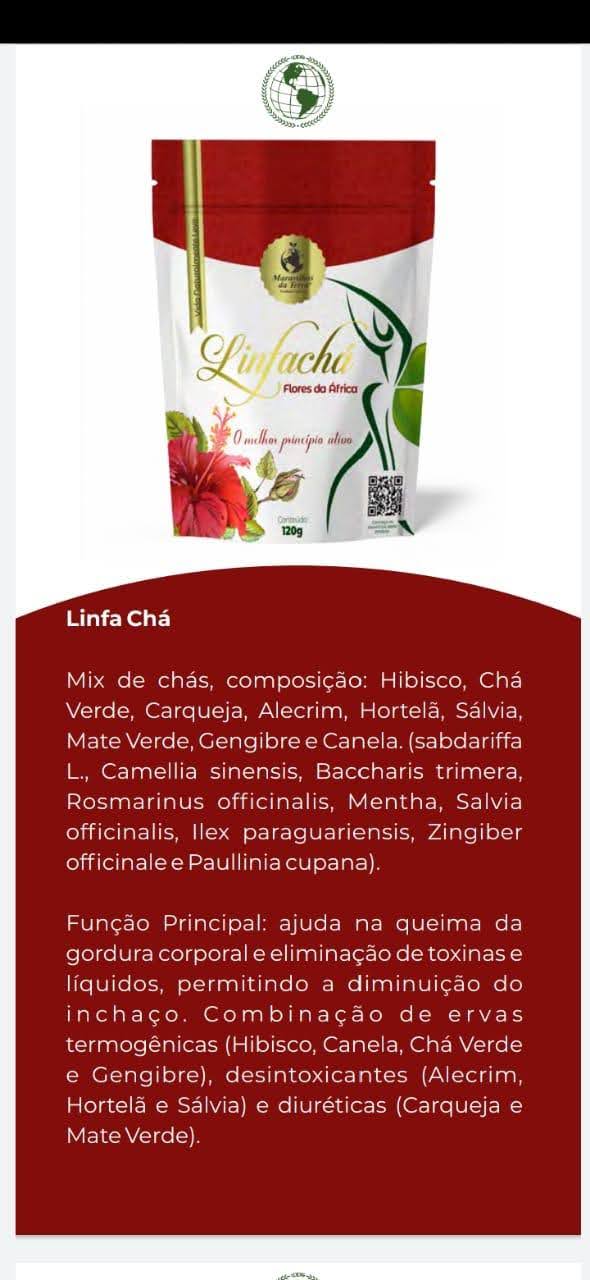 Maravilhas
da Terra
Linfachá
Flores da África
O melhor princípio ativo
Conteúdo:
120g
Linfa Chá
Mix de chás, composição: Hibisco, Chá
Verde, Carqueja, Alecrim, Hortelã, Sálvia,
Mate Verde, Gengibre e Canela. (sabdariffa
L., Camellia sinensis, Baccharis trimera,
Rosmarinus officinalis, Mentha, Salvia
officinalis, Ilex paraguariensis, Zingiber
officinale e Paullinia cupana).
Função Principal: ajuda na queima da
gordura corporal e eliminação de toxinas e
líquidos, permitindo a diminuição do
inchaço. Combinação de ervas
termogênicas (Hibisco, Canela, Chá Verde
e Gengibre), desintoxicantes (Alecrim,
Hortelã e Sálvia) e diuréticas (Carqueja e
Mate Verde).